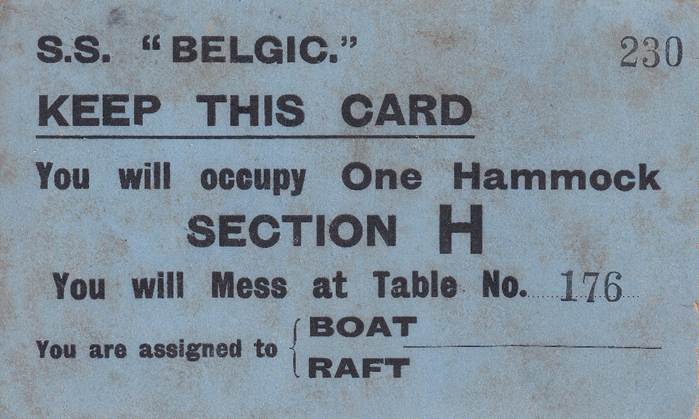 S.S. “BELGIC.” 230
KEEP THIS CARD
You will occupy One Hammock
SECTION H
You will Mess at Table No. 176
You are assigned to { BOAT
RAFT